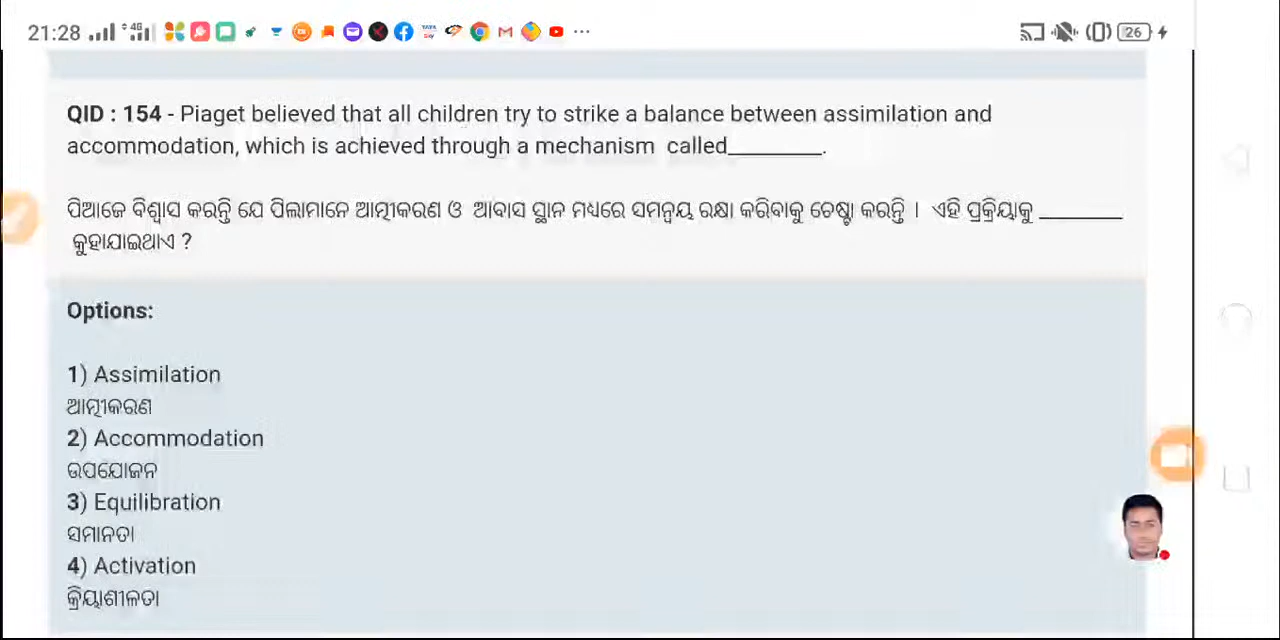 21:28
4G
26
QID : 154 - Piaget believed that all children try to strike a balance between assimilation and
accommodation, which is achieved through a mechanism called________.
ପିଆଜେ ବିଶ୍ୱାସ କରନ୍ତି ଯେ ପିଲାମାନେ ଆତ୍ମୀକରଣ ଓ ଆବାସ ସ୍ଥାନ ମଧ୍ୟରେ ସମନ୍ୱୟ ରକ୍ଷା କରିବାକୁ ଚେଷ୍ଟା କରନ୍ତି । ଏହି ପ୍ରକ୍ରିୟାକୁ _______
କୁହାଯାଇଥାଏ ?
Options:
1) Assimilation
ଆତ୍ମୀକରଣ
2) Accommodation
ଉପଯୋଜନ
3) Equilibration
ସମାନତା
4) Activation
କ୍ରିୟାଶୀଳତା